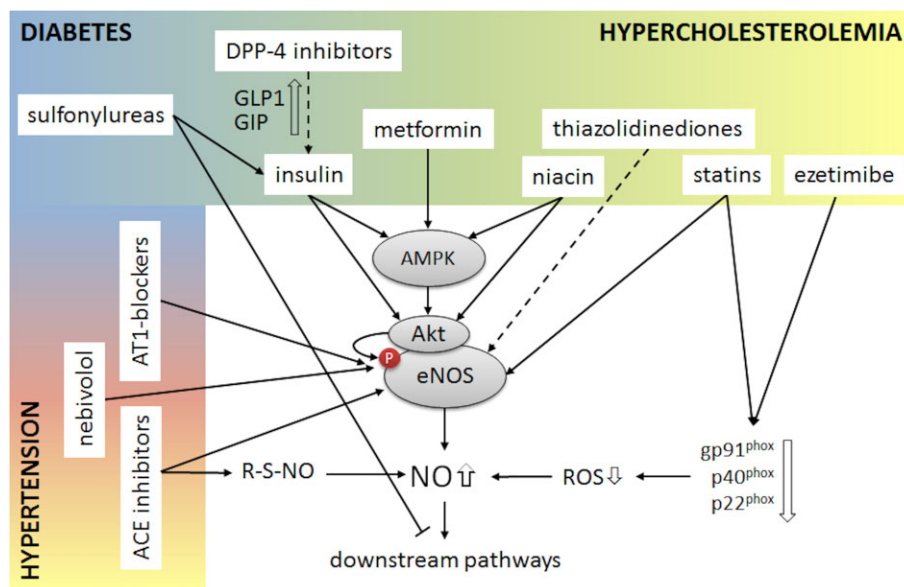 DIABETES
HYPERCHOLESTEROLEMIA
DPP-4 inhibitors
GLP1
GIP
sulfonylureas
metformin
thiazolidinediones
insulin
niacin
statins
ezetimibe
AMPK
AT1-blockers
Akt
P
eNOS
nebivolol
HYPERTENSION
ACE inhibitors
gp91phox
R-S-NO
NO
ROS
p40phox
p22phox
downstream pathways